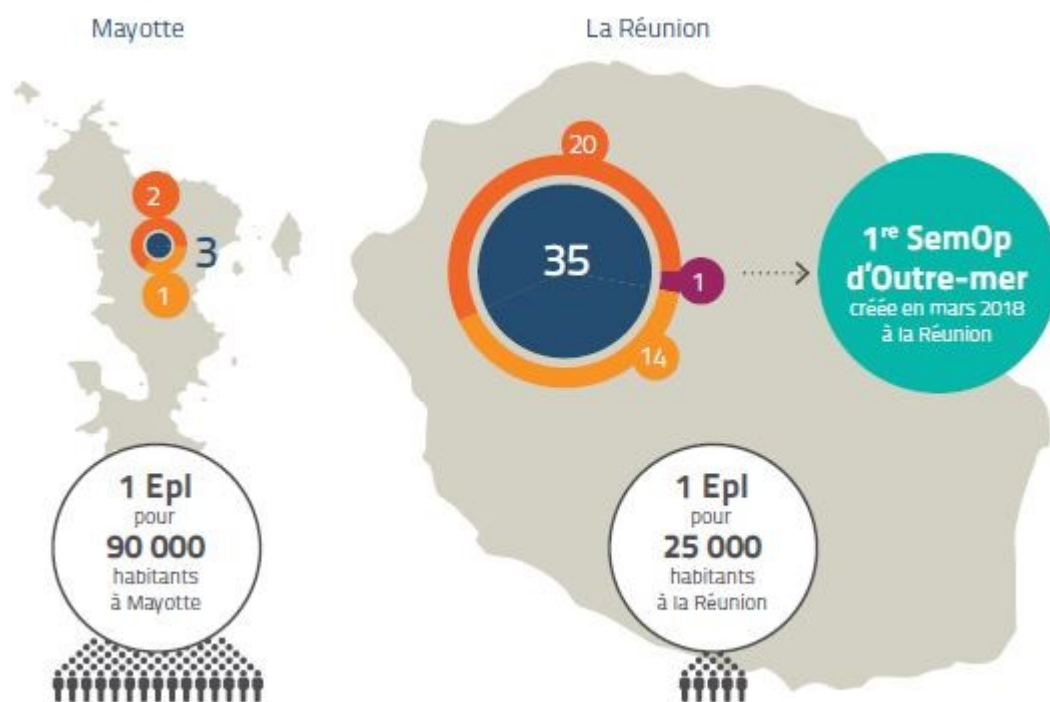 Mayotte
2
3
1
1 Epl
pour
90 000
habitants
à Mayotte
La Réunion
20
35
1
14
1re SemOp
d'Outre-mer
créée en mars 2018
à la Réunion
1 Epl
pour
25 000
habitants
à la Réunion